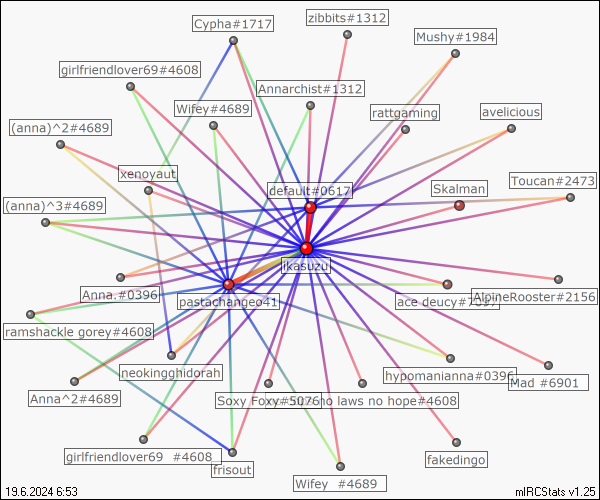 zibbits#1312
Cypha#1717
Mushy#1984
girlfriendlover69#4608
Annarchist#1312
Wifey#4689
rattgaming
avelicious
(anna)^2#4689
xenoyaut
default#0617
Skalman
Toucan#2473
(anna)^3#4689
jikasuzu
Anna.#0396
pastachangeo41
ace deucy#7897
AlpineRooster#2156
ramshackle gorey#4608
neokingghidorah
hypomanianna#0396
Mad #6901
Anna^2#4689
Soxy Foxy#5076
no laws no hope#4608
girlfriendlover69 #4608
frisout
fakedingo
Wifey #4689
19.6.2024 6:53
mIRCStats v1.25